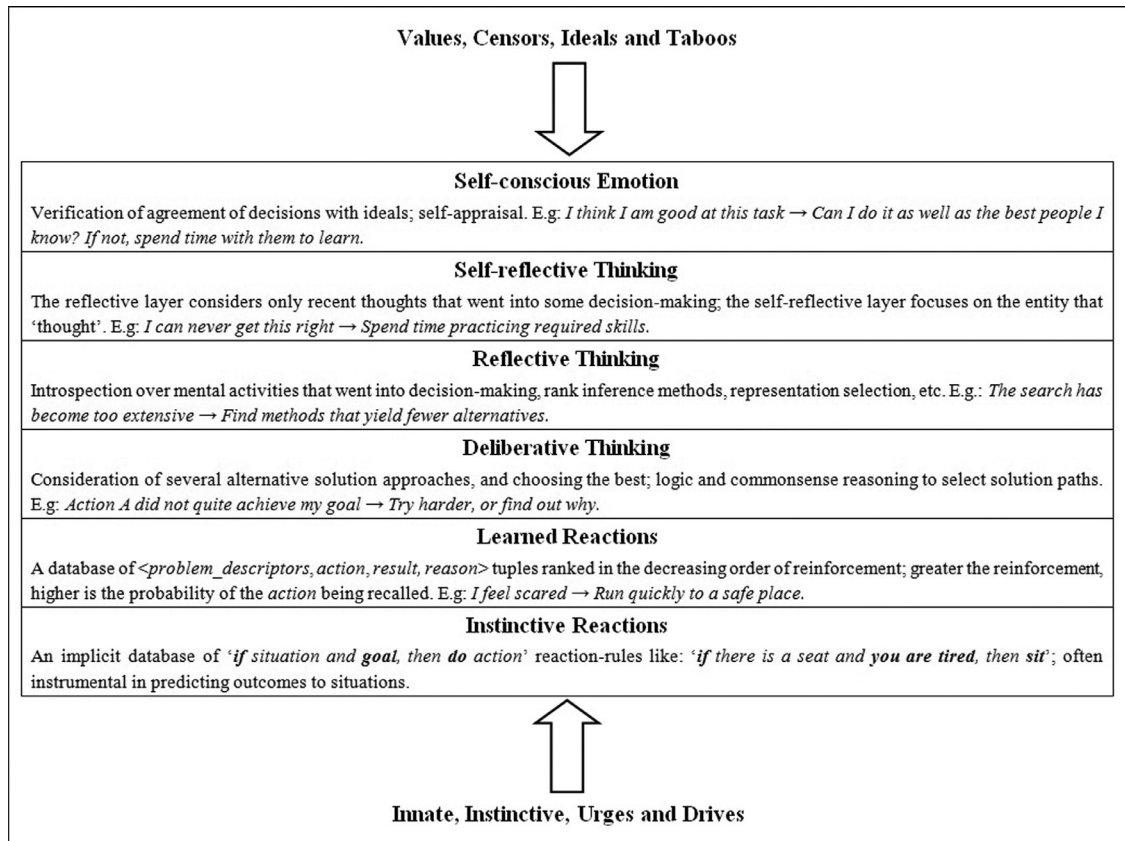 Values, Censors, Ideals and Taboos
Self-conscious Emotion
Verification of agreement of decisions with ideals; self-appraisal. E.g: I think I am good at this task → Can I do it as well as the best people I
know? If not, spend time with them to learn.
Self-reflective Thinking
The reflective layer considers only recent thoughts that went into some decision-making; the self-reflective layer focuses on the entity that
‘thought’. E.g: I can never get this right → Spend time practicing required skills.
Reflective Thinking
Introspection over mental activities that went into decision-making, rank inference methods, representation selection, etc. E.g.: The search has
become too extensive → Find methods that yield fewer alternatives.
Deliberative Thinking
Consideration of several alternative solution approaches, and choosing the best; logic and commonsense reasoning to select solution paths.
E.g: Action A did not quite achieve my goal → Try harder, or find out why.
Learned Reactions
A database of <problem_descriptors, action, result, reason> tuples ranked in the decreasing order of reinforcement; greater the reinforcement,
higher is the probability of the action being recalled. E.g: I feel scared → Run quickly to a safe place.
Instinctive Reactions
An implicit database of ‘if situation and goal, then do action’ reaction-rules like: ‘if there is a seat and you are tired, then sit’; often
instrumental in predicting outcomes to situations.
Innate, Instinctive, Urges and Drives